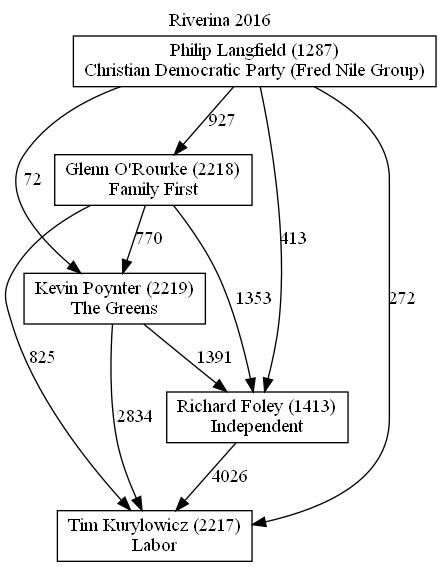 Riverina 2016
Philip Langfield (1287)
Christian Democratic Party (Fred Nile Group)
927
Glenn O'Rourke (2218)
Family First
72
770
413
272
Kevin Poynter (2219)
The Greens
1353
825
1391
2834
Richard Foley (1413)
Independent
4026
Tim Kurylowicz (2217)
Labor